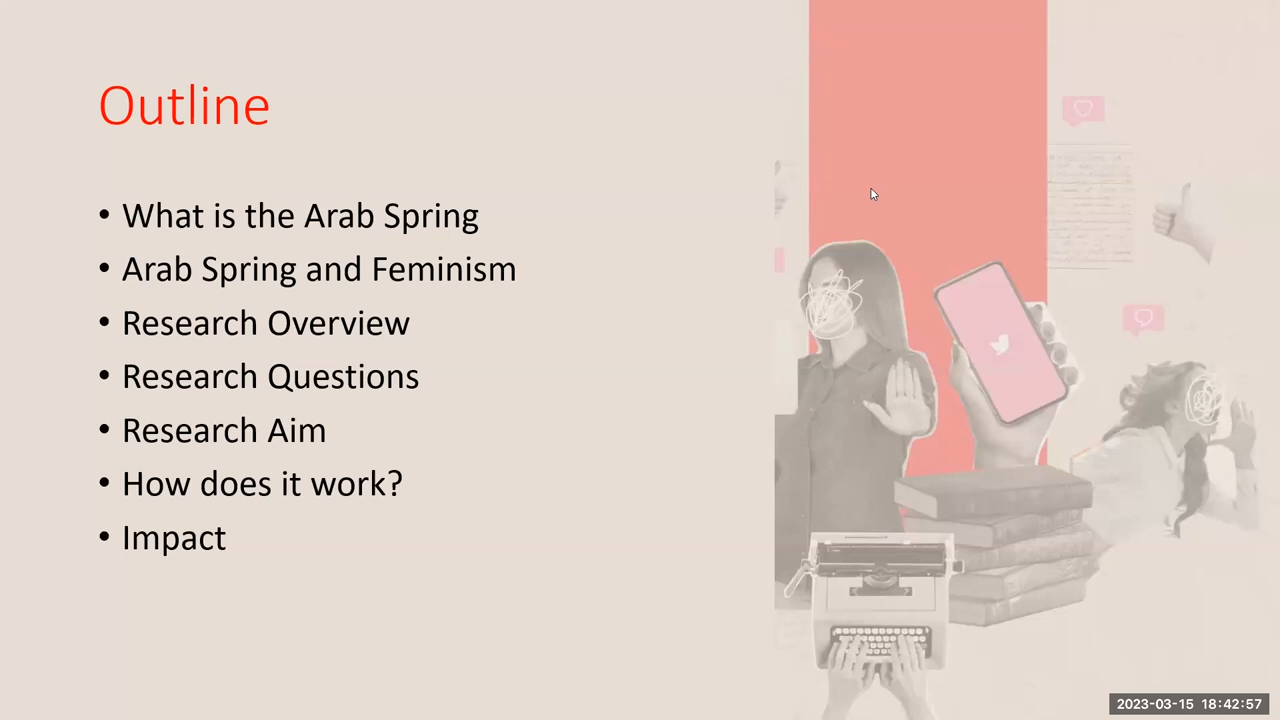 Outline
• What is the Arab Spring
• Arab Spring and Feminism
• Research Overview
• Research Questions
• Research Aim
• How does it work?
• Impact
2023-03-15 18:42:57